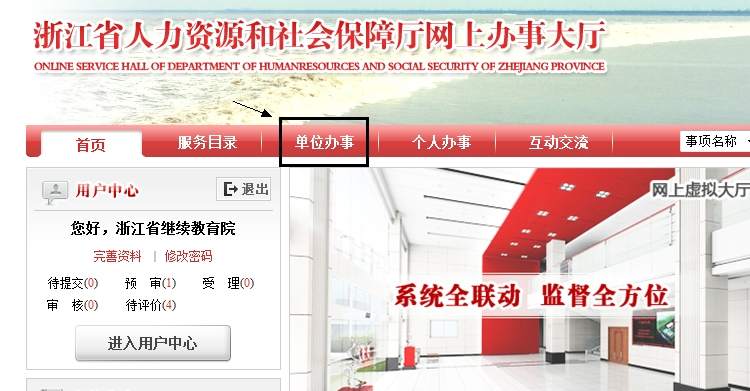 浙江省人力资源和社会保障厅网上办事大厅
ONLINE SERVICE HALL OF DEPARTMENT OF HUMANRESOURCES AND SOCIAL SECURITY OF ZHEJIANG PROVINCE
首页 服务目录 单位办事 个人办事 互动交流 事项名称
用户中心 退出
网上虚拟大厅
您好，浙江省继续教育院
完善资料 | 修改密码
待提交(0) 预 审(1) 受 理(0)
审 核(0) 待评价(4)
系统全联动 监督全方位
进入用户中心